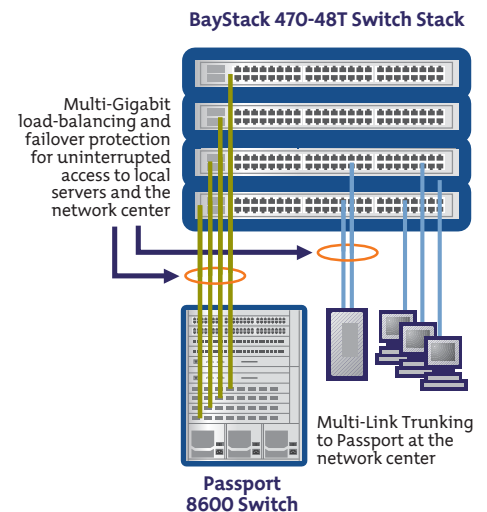 BayStack 470-48T Switch Stack
Multi-Gigabit
load-balancing and
failover protection
for uninterrupted
access to local
servers and the
network center
Multi-Link Trunking
to Passport at the
network center
Passport
8600 Switch